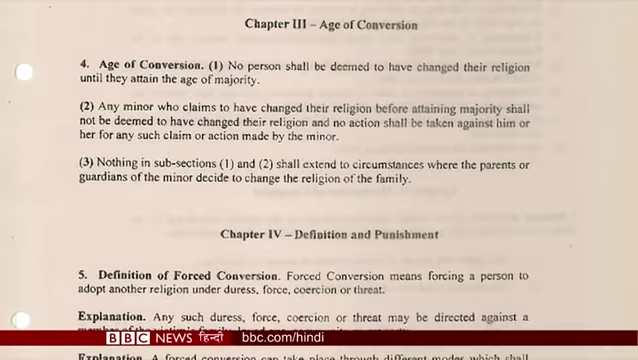 Chapter III – Age of Conversion
4. Age of Conversion. (1) No person shall be deemed to have changed their religion
until they attain the age of majority.
(2) Any minor who claims to have changed their religion before attaining majority shall
not be deemed to have changed their religion and no action shall be taken against him or
her for any such claim or action made by the minor.
(3) Nothing in sub-sections (1) and (2) shall extend to circumstances where the parents or
guardians of the minor decide to change the religion of the family.
Chapter IV – Definition and Punishment
5. Definition of Forced Conversion. Forced Conversion means forcing a person to
adopt another religion under duress, force, coercion or threat.
Explanation. Any such duress, force, coercion or threat may be directed against a
BBC NEWS हिन्दी bbc.com/hindi
Explanation. A forced conversion can take place through different modes which shall